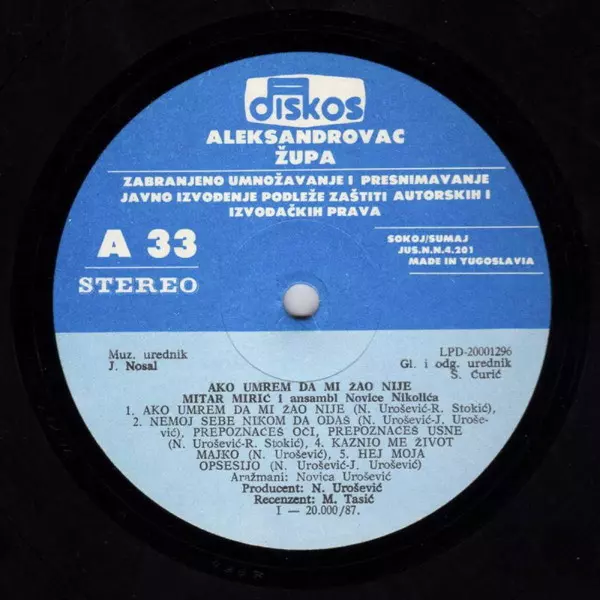 diskos
ALEKSANDROVAC
ŽUPA
ZABRANJENO UMNOŽAVANJE I PRESNIMAVANJE
JAVNO IZVOĐENJE PODLEŽE ZAŠTITI AUTORSKIH I
IZVOĐAČKIH PRAVA
A 33
STEREO
SOKOJ/SUMAJ
JUS.N.N.4.201
MADE IN YUGOSLAVIA
Muz. urednik
J. Nosal
LPD-20001296
Gl. i odg. urednik
S. Ćurić
AKO UMREM DA MI ŽAO NIJE
MITAR MIRIĆ i ansambl Novice Nikolića
1. AKO UMREM DA MI ŽAO NIJE (N. Urošević-R. Stokić),
2. NEMOJ SEBE NIKOM DA ODAŠ (N. Urošević-J. Uroše-
vić), PREPOZNAĆEŠ OCI, PREPOZNAĆEŠ USNE
(N. Urošević-R. Stokić) 4. KAZNIO ME ŽIVOT
MAJKO (N. Urošević), 5. HEJ MOJA
OPSESIJO (N. Urošević-J. Urošević)
Aražmani: Novica Urošević
Producent: N. Urošević
Recenzent: M. Tasić
I — 20.000/87.